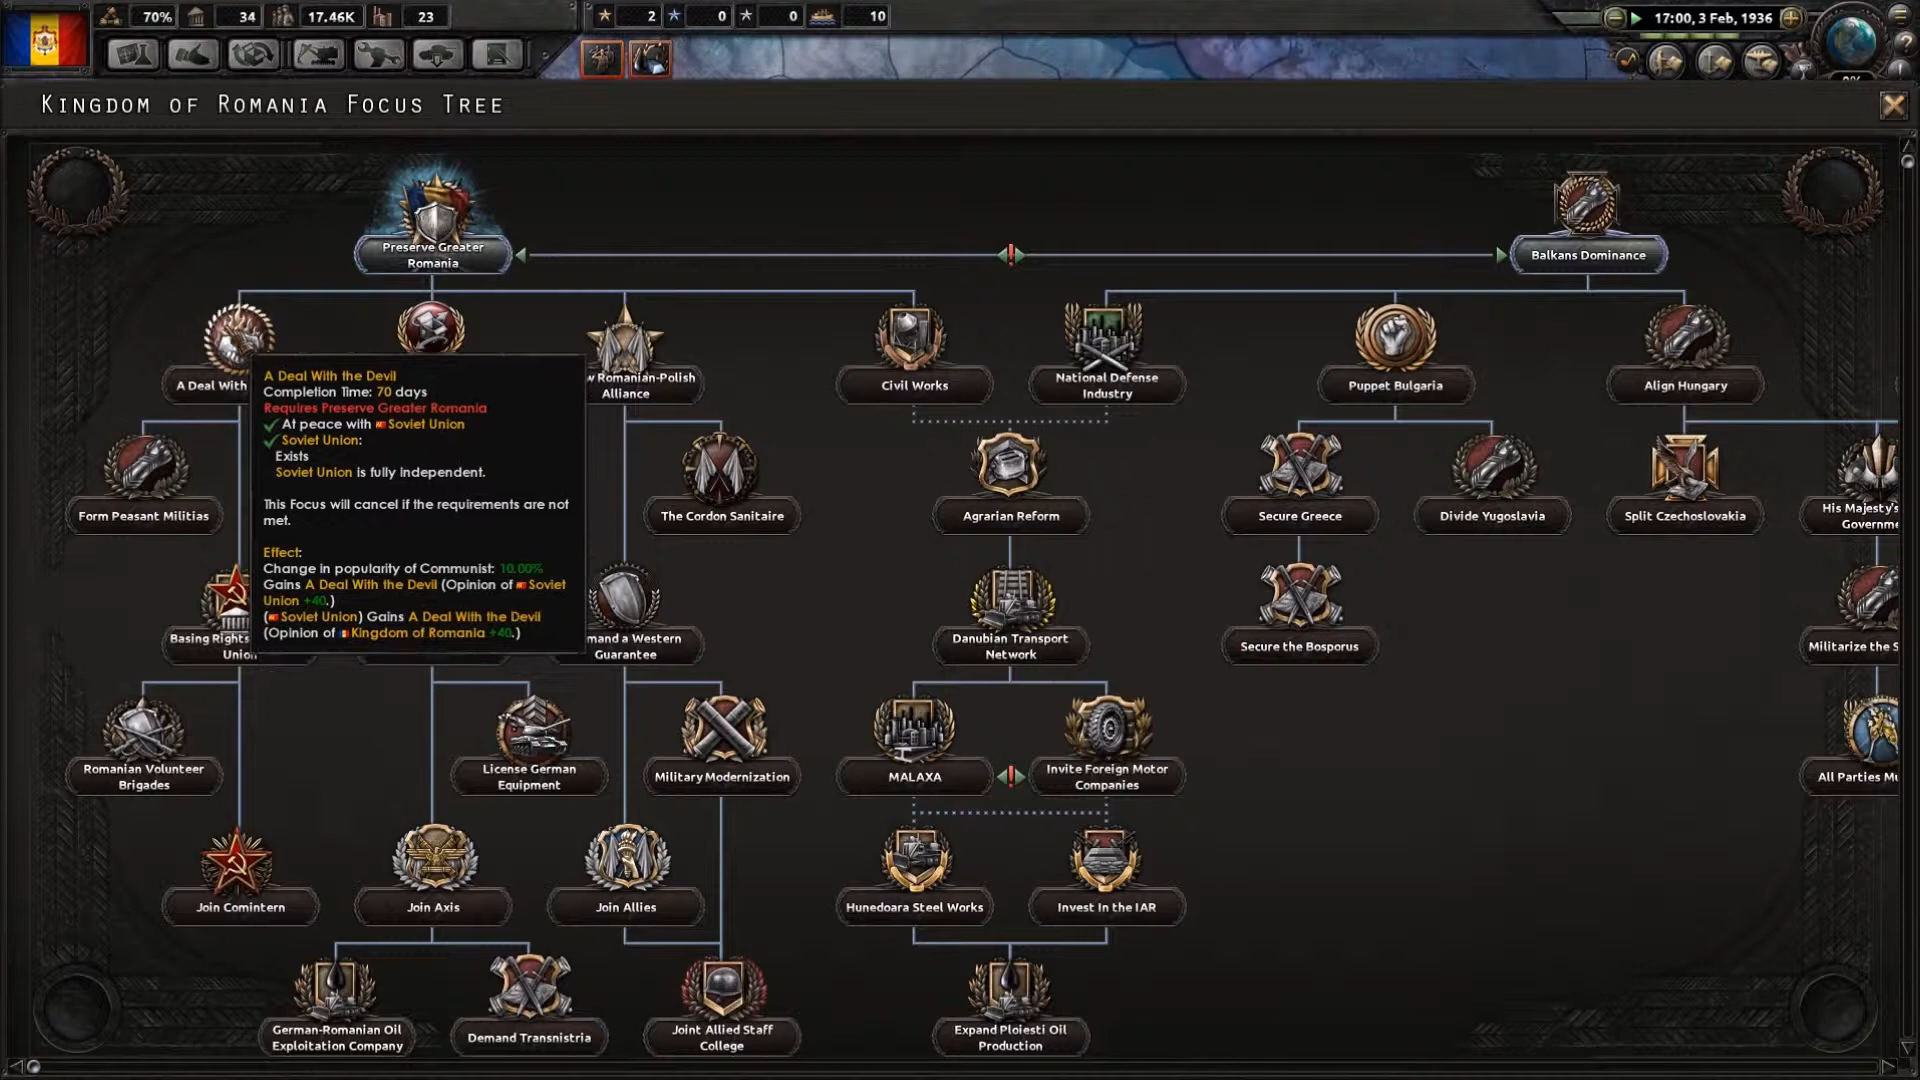 70%
34
17.46K
23
2
0
0
10
17:00, 3 Feb, 1936
Kingdom of Romania Focus Tree
Preserve Greater
Romania
Balkans Dominance
A Deal With
w Romanian-Polish
Alliance
Civil Works
National Defense
Industry
Puppet Bulgaria
Align Hungary
A Deal With the Devil
Completion Time: 70 days
Requires Preserve Greater Romania
At peace with Soviet Union
Soviet Union:
Exists
Soviet Union is fully independent.
This Focus will cancel if the requirements are not
met.
Effect:
Change in popularity of Communist: 10.00%
Gains A Deal With the Devil (Opinion of Soviet
Union +40.)
(Soviet Union) Gains A Deal With the Devil
(Opinion of Kingdom of Romania +40.)
Form Peasant Militias
The Cordon Sanitaire
Agrarian Reform
Secure Greece
Divide Yugoslavia
Split Czechoslovakia
His Majesty's
Governme
Basing Rights
Union
mand a Western
Guarantee
Danubian Transport
Network
Secure the Bosporus
Militarize the S
Romanian Volunteer
Brigades
License German
Equipment
Military Modernization
MALAXA
Invite Foreign Motor
Companies
All Parties Mu
Join Comintern
Join Axis
Join Allies
Hunedoara Steel Works
Invest In the IAR
German-Romanian Oil
Exploitation Company
Demand Transnistria
Joint Allied Staff
College
Expand Ploiesti Oil
Production